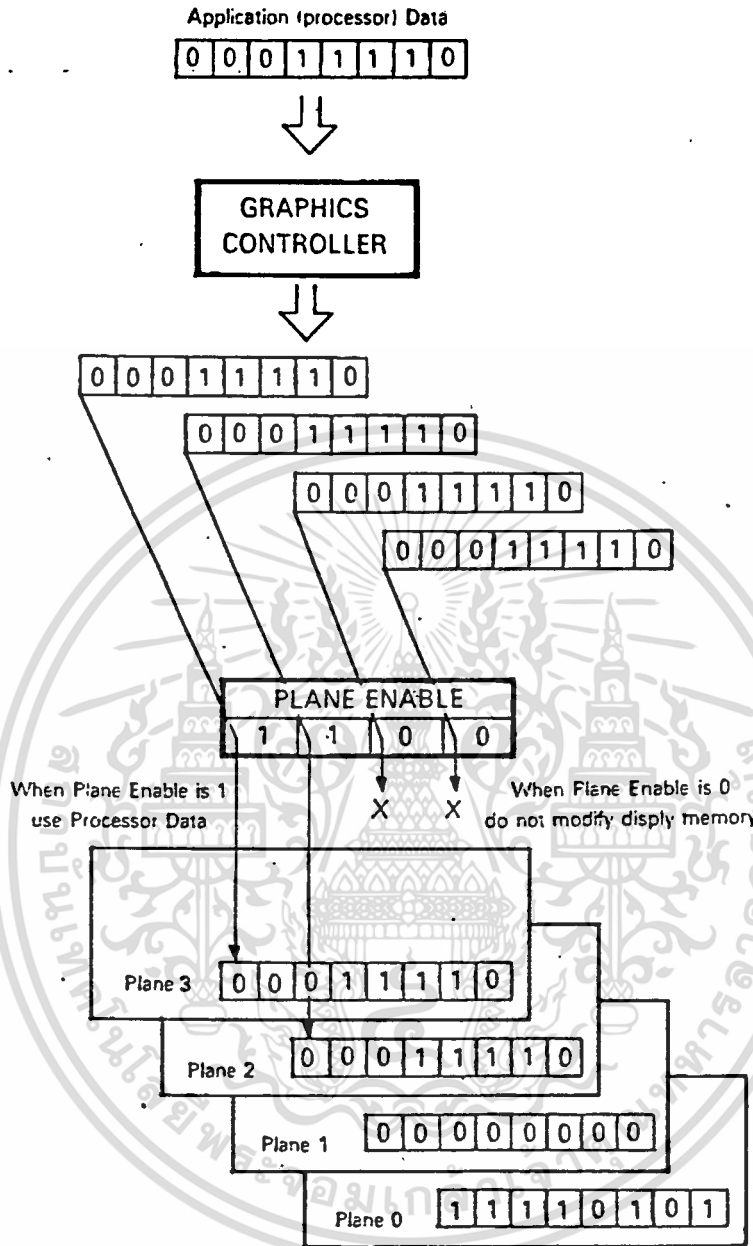 Application (processor) Data
0 0 0 1 1 1 1 0
GRAPHICS
CONTROLLER
0 0 0 1 1 1 1 0
0 0 0 1 1 1 1 0
0 0 0 1 1 1 1 0
0 0 0 1 1 1 1 0
PLANE ENABLE
1 1 0 0
When Plane Enable is 1
use Processor Data
X X
When Plane Enable is 0
do not modify disply memory
Plane 3 0 0 0 1 1 1 1 0
Plane 2 0 0 0 1 1 1 1 0
Plane 1 0 0 0 0 0 0 0 0
Plane 0 1 1 1 1 0 1 0 1